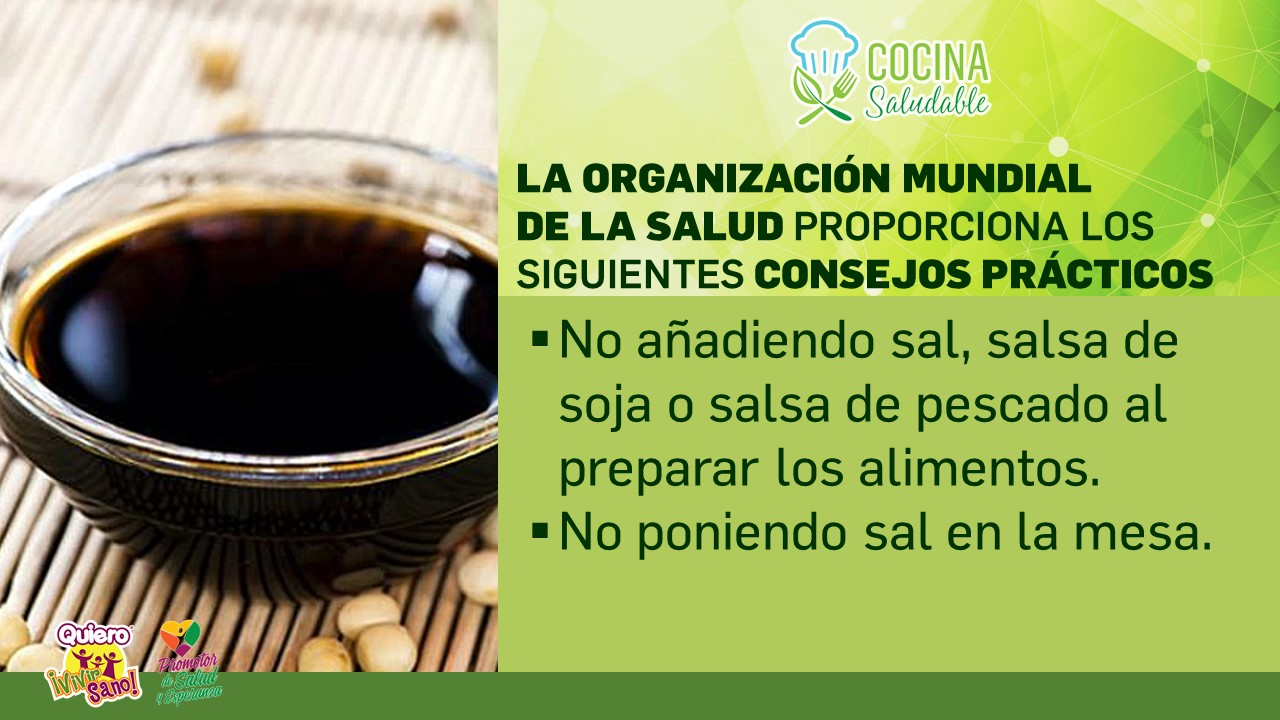 COCINA
Saludable
LA ORGANIZACIÓN MUNDIAL
DE LA SALUD PROPORCIONA LOS
SIGUIENTES CONSEJOS PRÁCTICOS
▪ No añadiendo sal, salsa de
soja o salsa de pescado al
preparar los alimentos.
▪ No poniendo sal en la mesa.
Quiero
¡Vivir
Sano!
Promotor
de Salud
y Esperanza